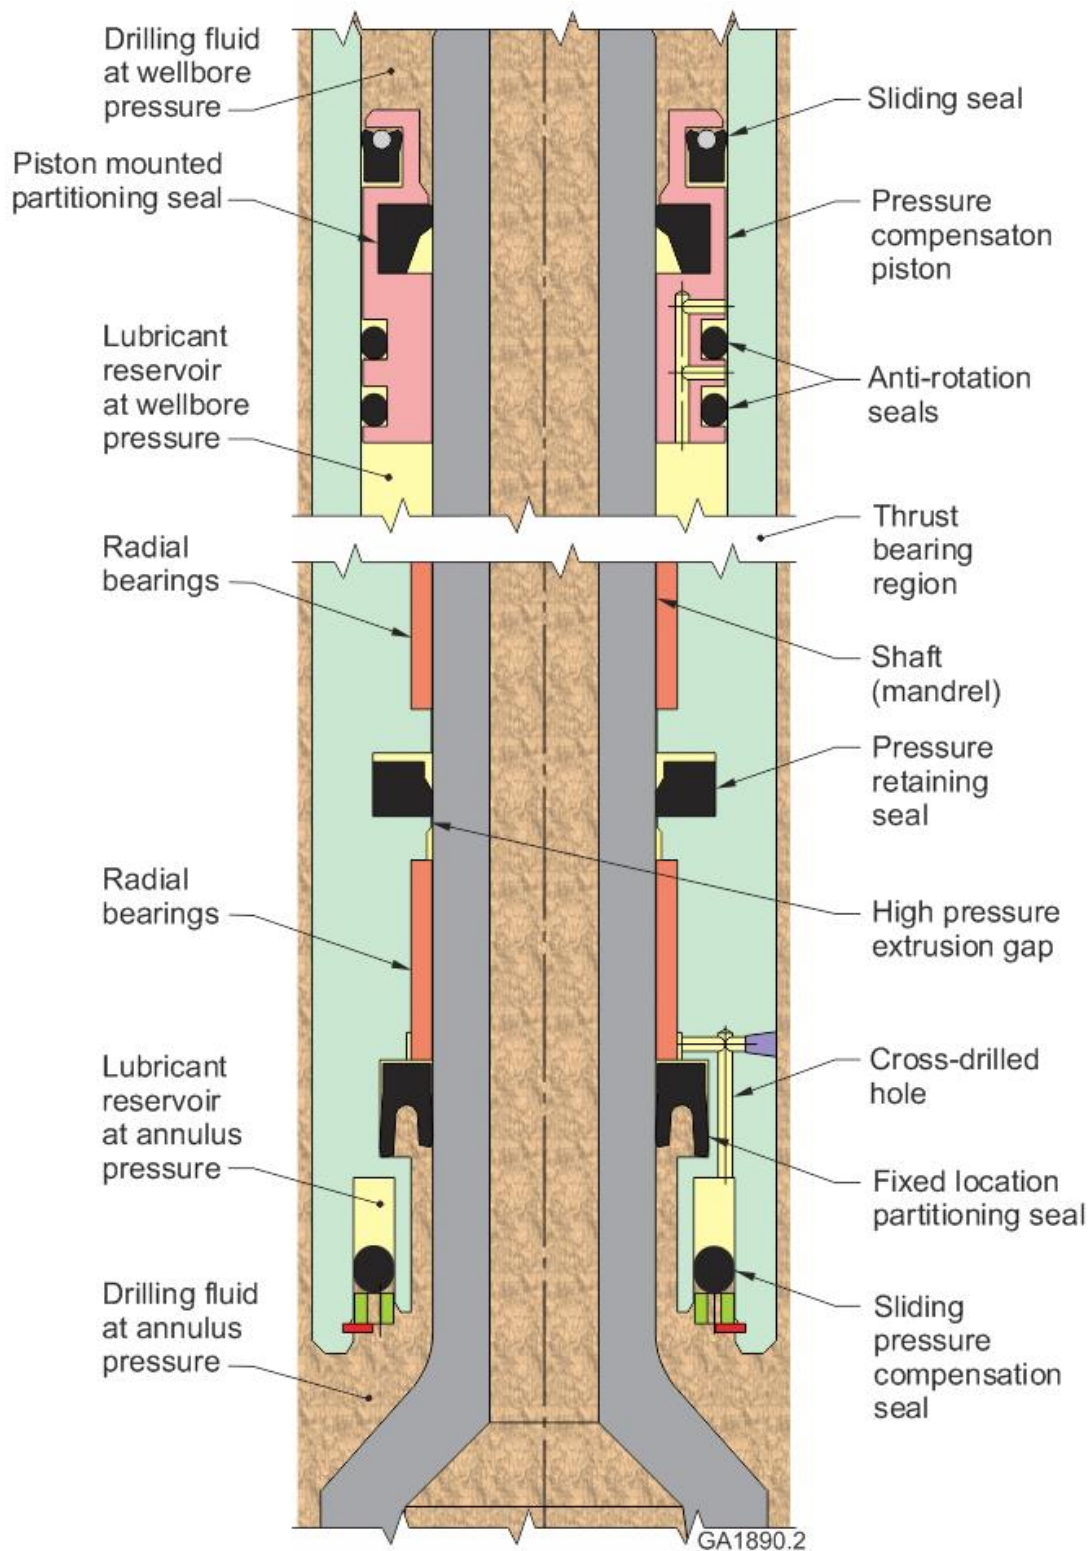 Drilling fluid
at wellbore
pressure
Piston mounted
partitioning seal
Lubricant
reservoir
at wellbore
pressure
Radial
bearings
Radial
bearings
Lubricant
reservoir
at annulus
pressure
Drilling fluid
at annulus
pressure
Sliding seal
Pressure
compensaton
piston
Anti-rotation
seals
Thrust
bearing
region
Shaft
(mandrel)
Pressure
retaining
seal
High pressure
extrusion gap
Cross-drilled
hole
Fixed location
partitioning seal
Sliding
pressure
compensation
seal
GA1890.2